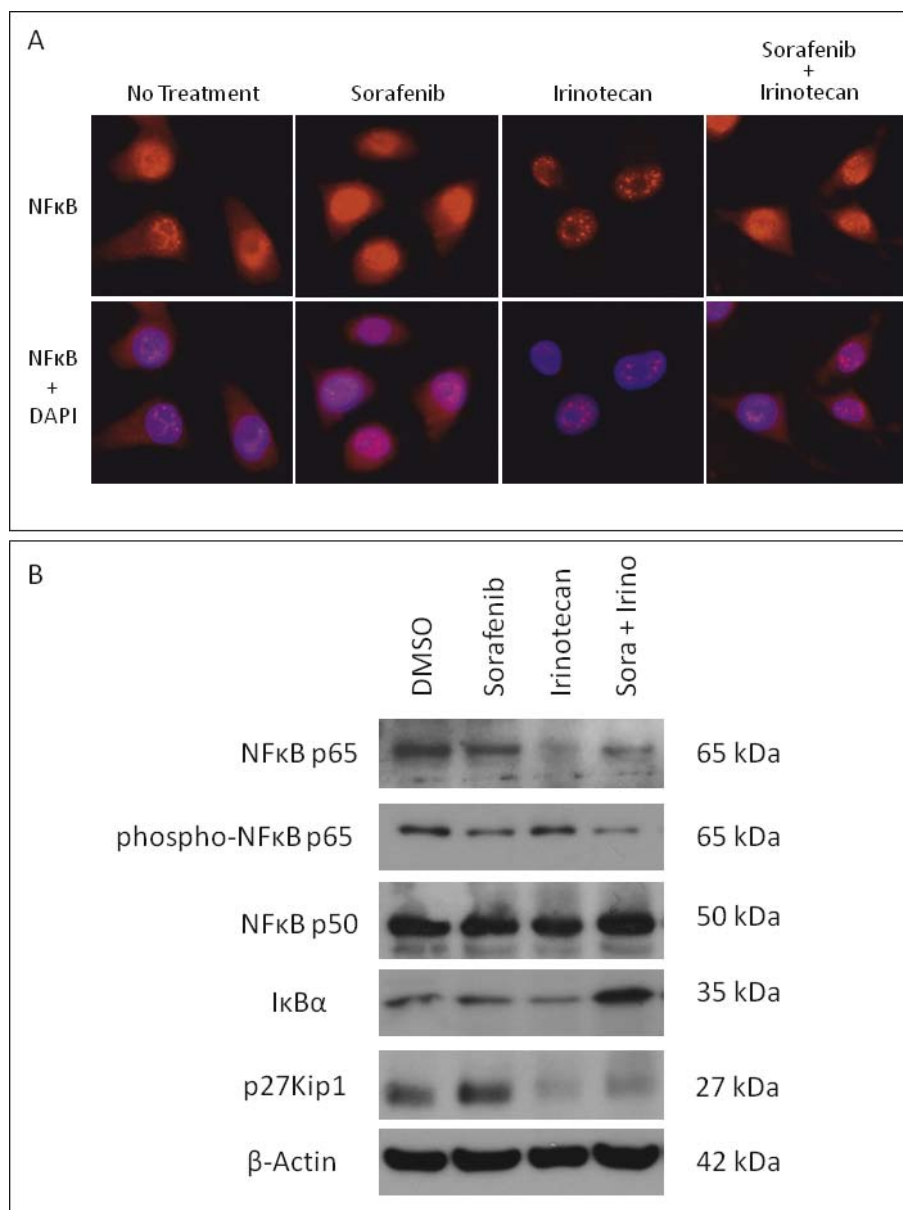 A
No Treatment
Sorafenib
Irinotecan
Sorafenib
+
Irinotecan
NFκB
NFκB
+
DAPI
B
DMSO
Sorafenib
Irinotecan
Sora + Irino
NFκB p65
65 kDa
phospho-NFκB p65
65 kDa
NFκB p50
50 kDa
IκBα
35 kDa
p27Kip1
27 kDa
β-Actin
42 kDa